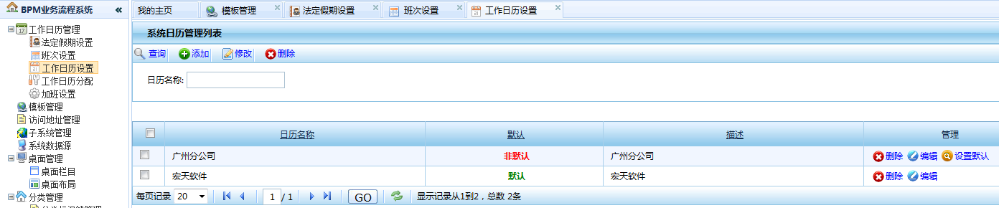 BPM业务流程系统
工作日历管理
法定假期设置
班次设置
工作日历设置
工作日历分配
加班设置
模板管理
访问地址管理
子系统管理
系统数据源
桌面管理
桌面栏目
桌面布局
分类管理
我的主页 模板管理 法定假期设置 班次设置 工作日历设置
系统日历管理列表
查询 添加 修改 删除
日历名称:
日历名称 默认 描述 管理
广州分公司 非默认 广州分公司 删除 编辑 设置默认
宏天软件 默认 宏天软件 删除 编辑
每页记录 20 1 / 1 GO 显示记录从1到2，总数 2条